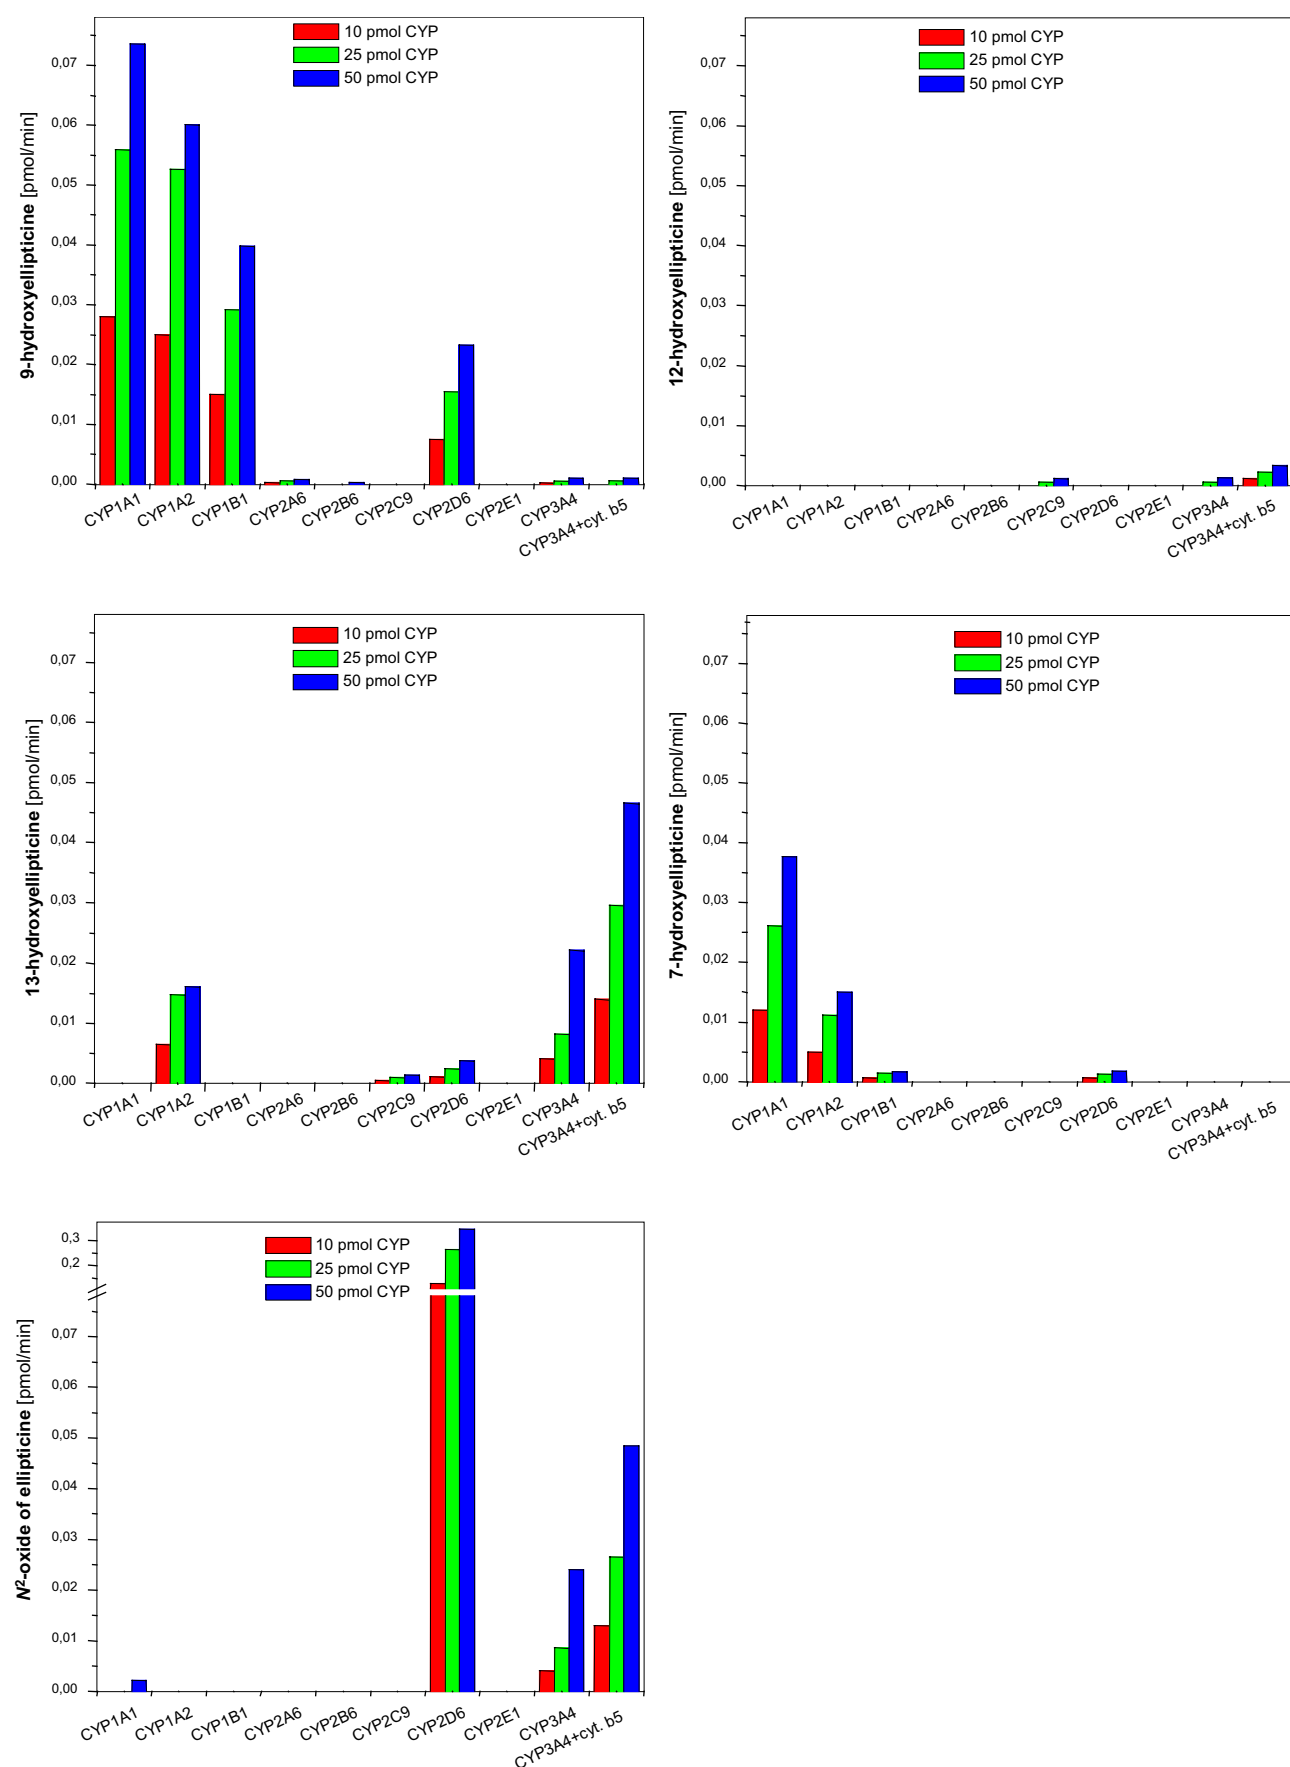 10 pmol CYP
25 pmol CYP
50 pmol CYP
9-hydroxyellipticine [pmol/min]
0,07
0,06
0,05
0,04
0,03
0,02
0,01
0,00
CYP1A1
CYP1A2
CYP1B1
CYP2A6
CYP2B6
CYP2C9
CYP2D6
CYP2E1
CYP3A4
CYP3A4+cyt. b5
10 pmol CYP
25 pmol CYP
50 pmol CYP
12-hydroxyellipticine [pmol/min]
0,07
0,06
0,05
0,04
0,03
0,02
0,01
0,00
CYP1A1
CYP1A2
CYP1B1
CYP2A6
CYP2B6
CYP2C9
CYP2D6
CYP2E1
CYP3A4
CYP3A4+cyt. b5
10 pmol CYP
25 pmol CYP
50 pmol CYP
13-hydroxyellipticine [pmol/min]
0,07
0,06
0,05
0,04
0,03
0,02
0,01
0,00
CYP1A1
CYP1A2
CYP1B1
CYP2A6
CYP2B6
CYP2C9
CYP2D6
CYP2E1
CYP3A4
CYP3A4+cyt. b5
10 pmol CYP
25 pmol CYP
50 pmol CYP
7-hydroxyellipticine [pmol/min]
0,07
0,06
0,05
0,04
0,03
0,02
0,01
0,00
CYP1A1
CYP1A2
CYP1B1
CYP2A6
CYP2B6
CYP2C9
CYP2D6
CYP2E1
CYP3A4
CYP3A4+cyt. b5
10 pmol CYP
25 pmol CYP
50 pmol CYP
N²-oxide of ellipticine [pmol/min]
0,3
0,2
0,07
0,06
0,05
0,04
0,03
0,02
0,01
0,00
CYP1A1
CYP1A2
CYP1B1
CYP2A6
CYP2B6
CYP2C9
CYP2D6
CYP2E1
CYP3A4
CYP3A4+cyt. b5